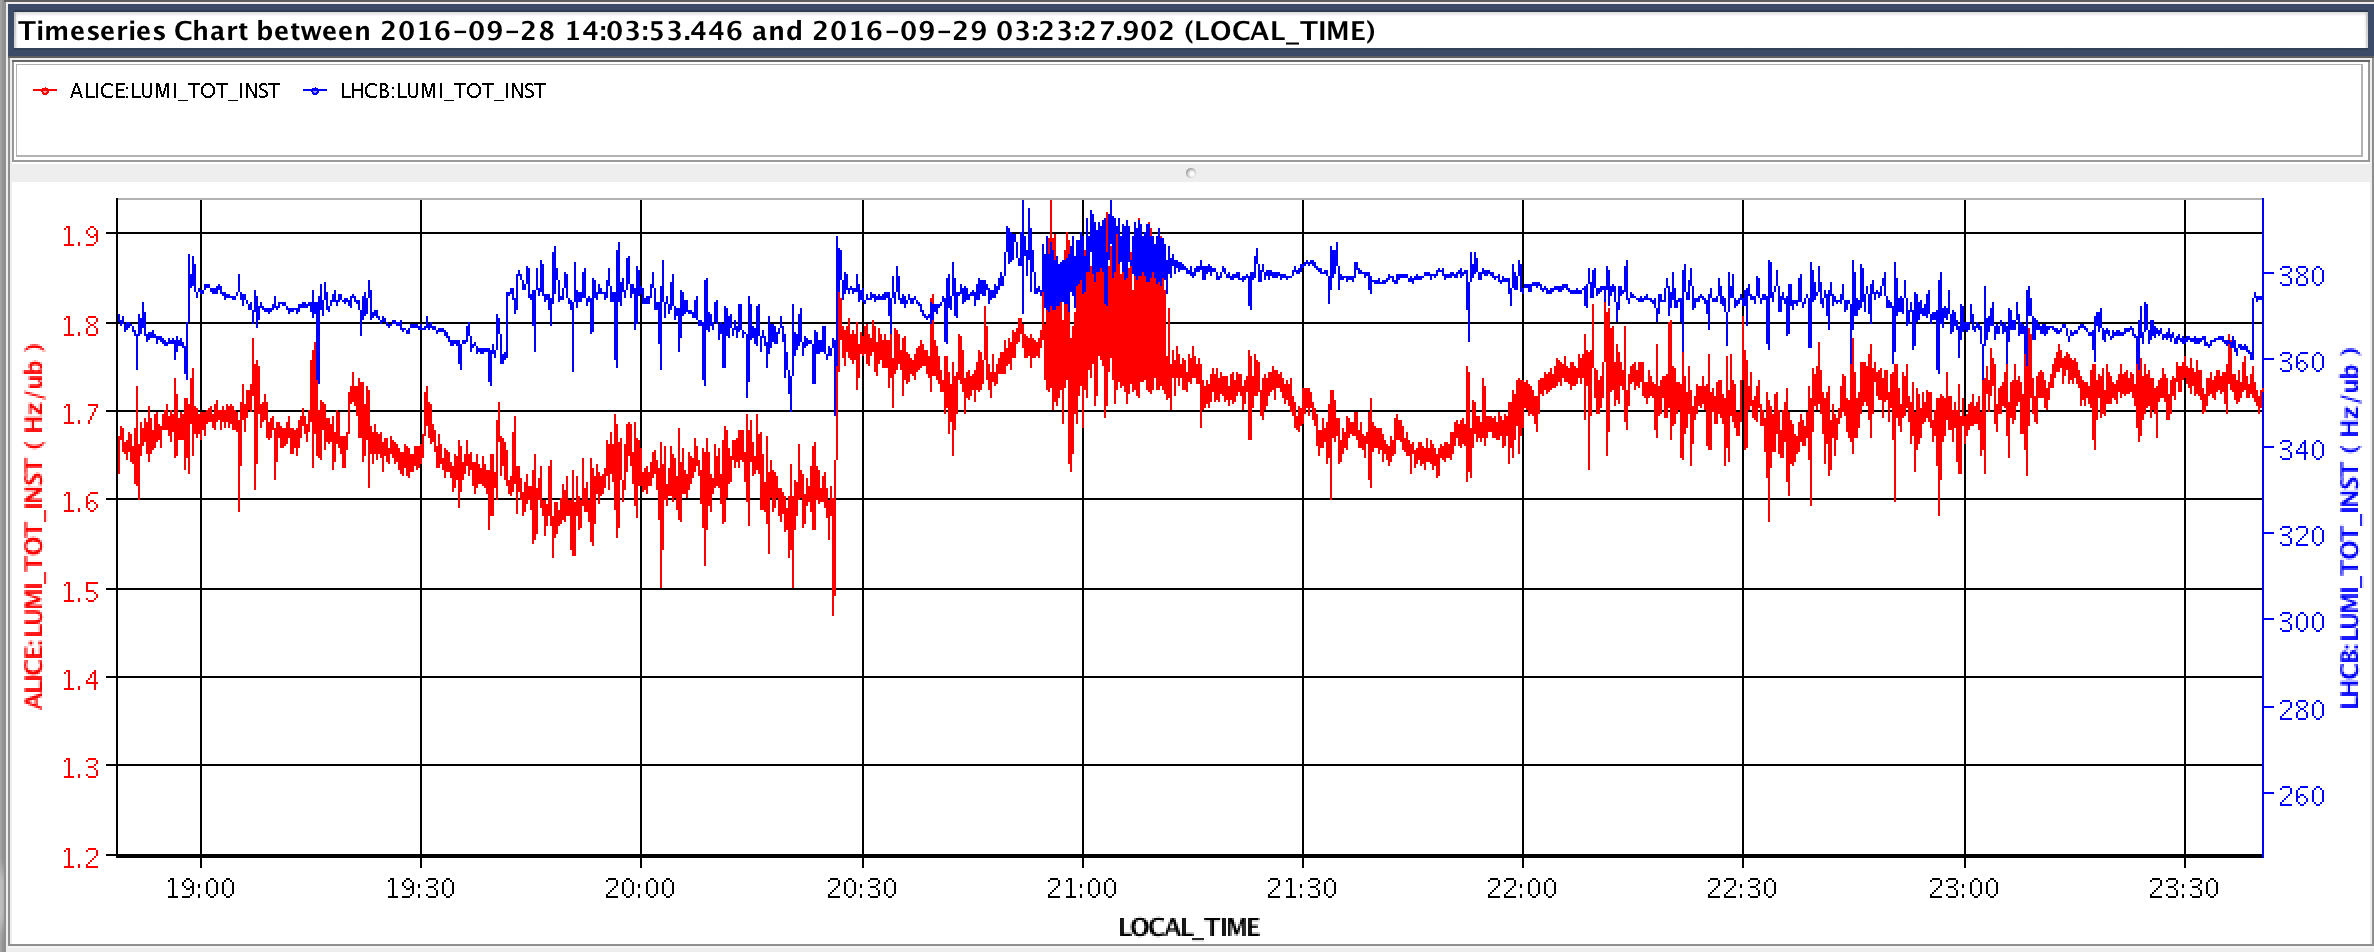 Timeseries Chart between 2016-09-28 14:03:53.446 and 2016-09-29 03:23:27.902 (LOCAL_TIME)
ALICE:LUMI_TOT_INST LHCB:LUMI_TOT_INST
ALICE:LUMI_TOT_INST ( Hz/ub )
1.9
1.8
1.7
1.6
1.5
1.4
1.3
1.2
380
360
340
320
300
280
260
LHCB:LUMI_TOT_INST ( Hz/ub )
19:00 19:30 20:00 20:30 21:00 21:30 22:00 22:30 23:00 23:30
LOCAL_TIME